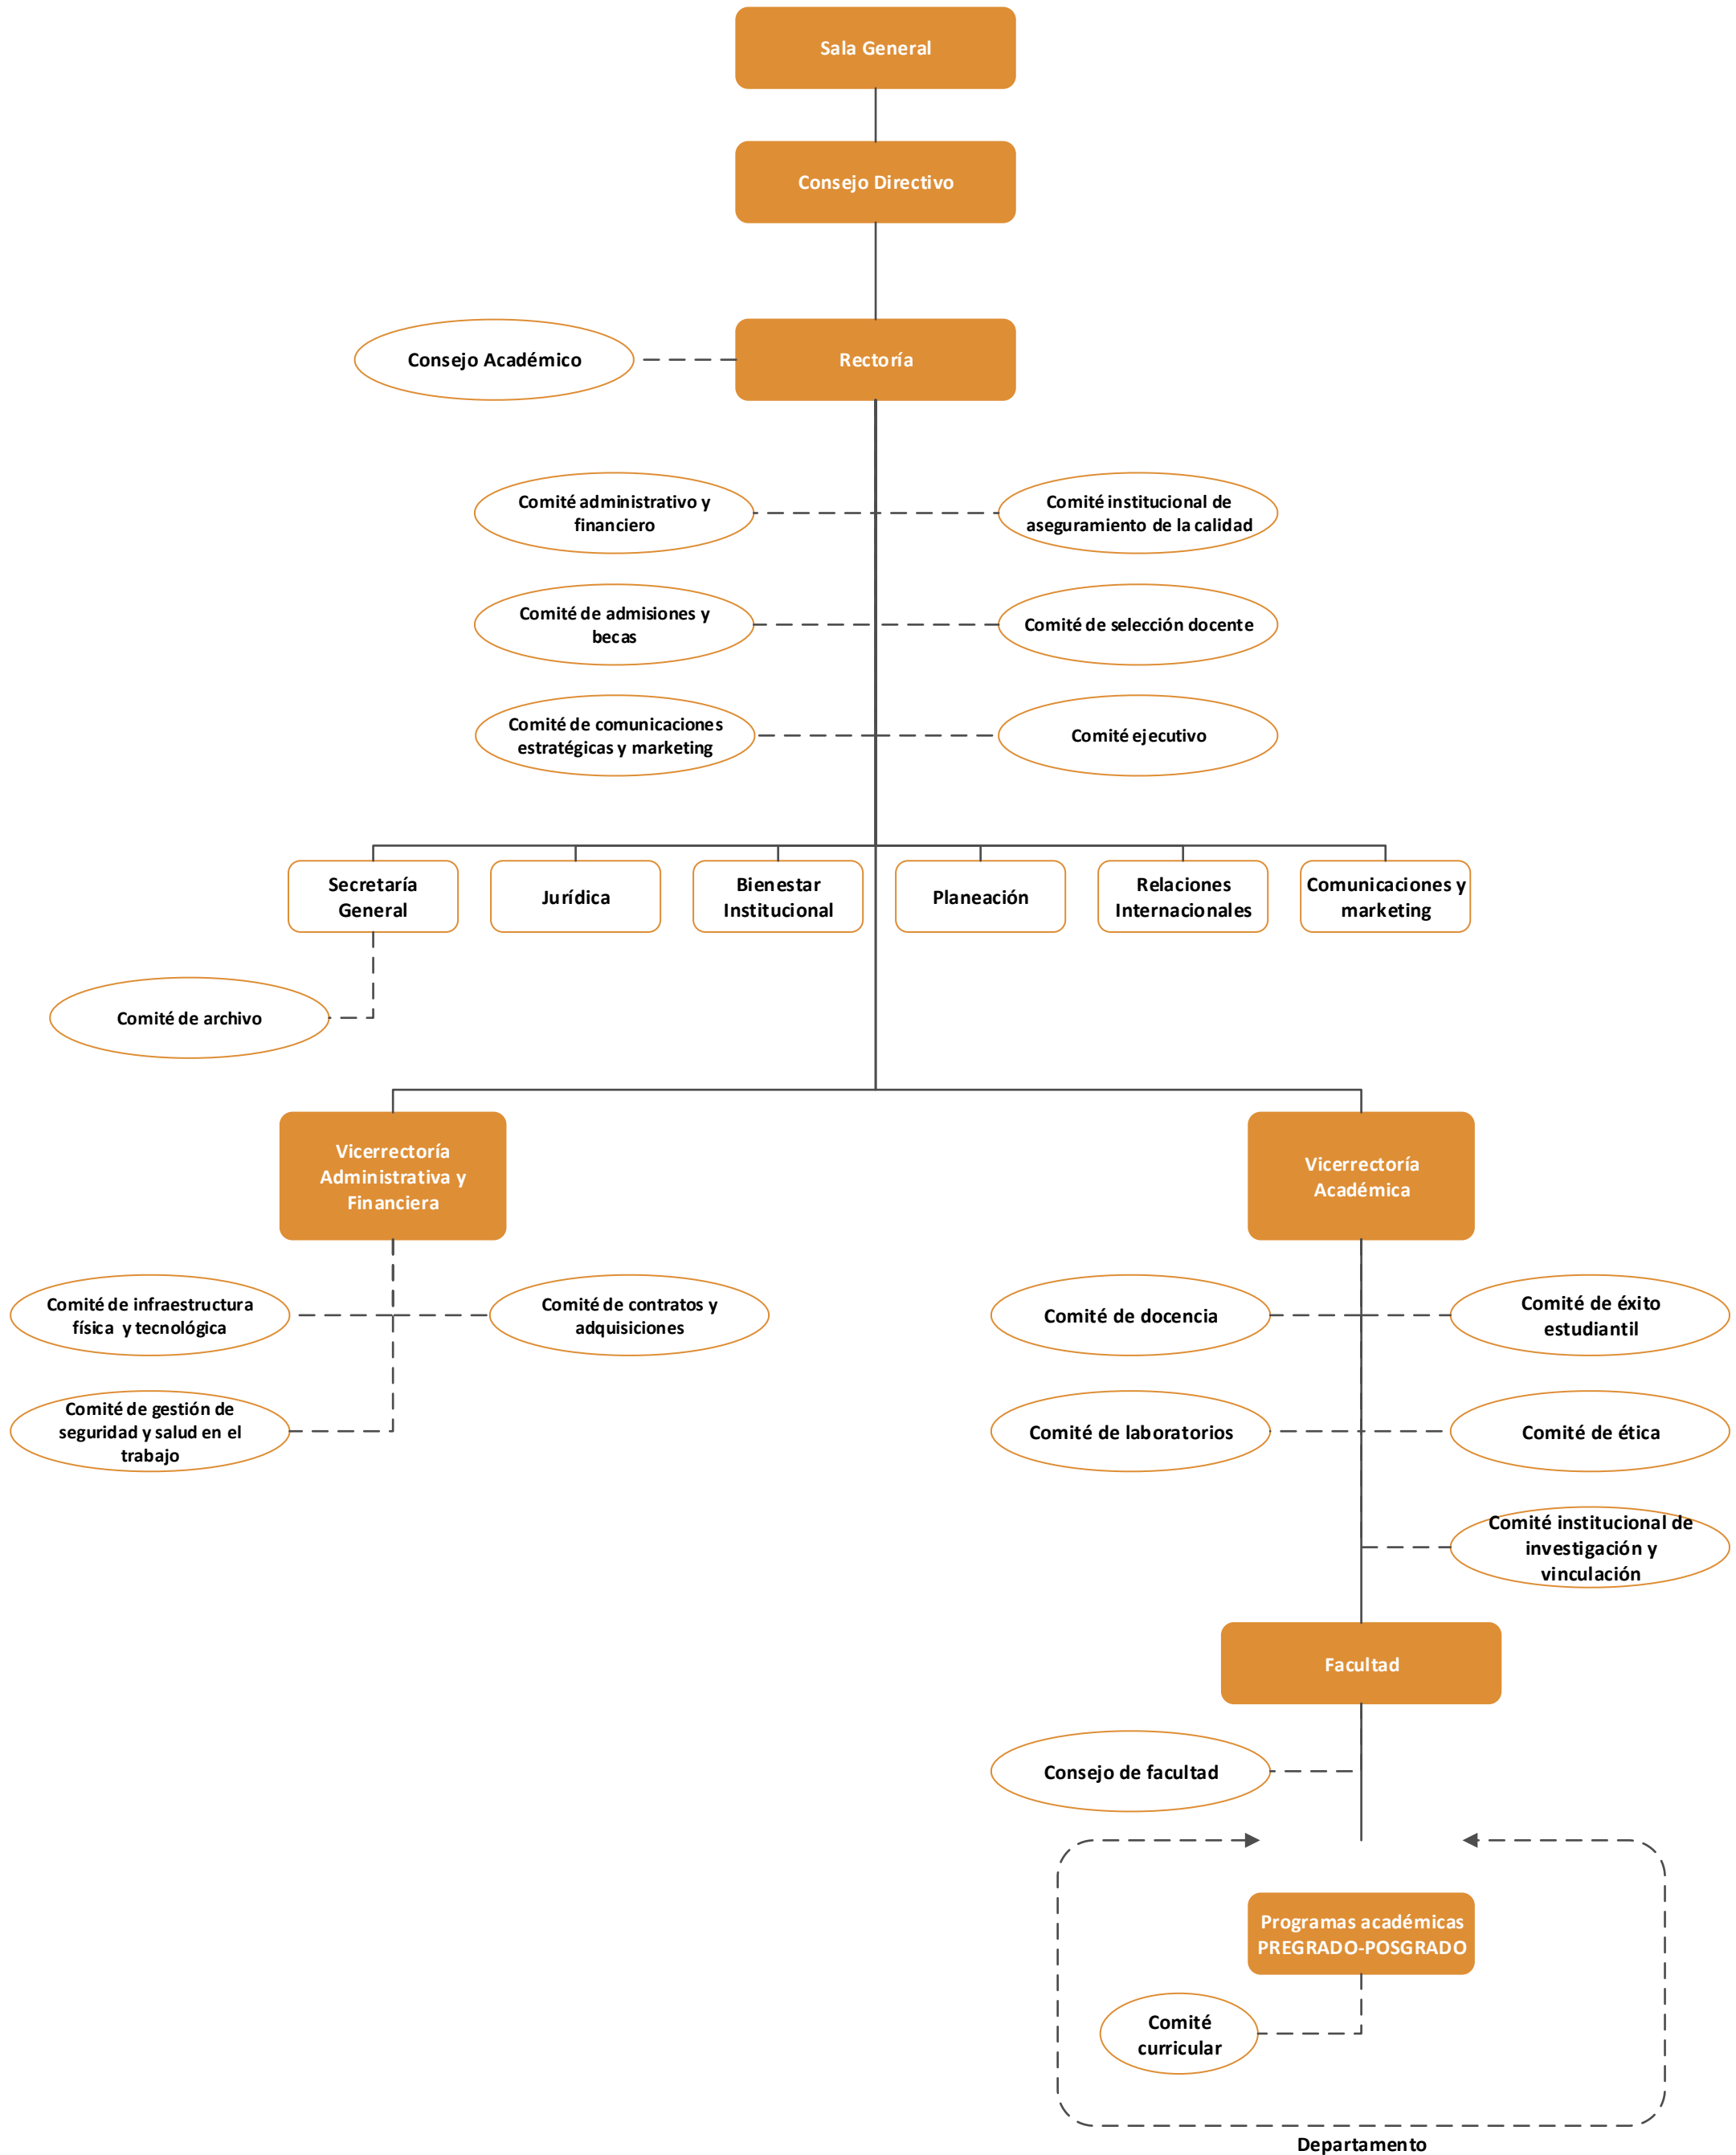 Sala General
Consejo Directivo
Consejo Académico
Rectoría
Comité administrativo y
financiero
Comité institucional de
aseguramiento de la calidad
Comité de admisiones y
becas
Comité de selección docente
Comité de comunicaciones
estratégicas y marketing
Comité ejecutivo
Secretaría
General
Jurídica
Bienestar
Institucional
Planeación
Relaciones
Internacionales
Comunicaciones y
marketing
Comité de archivo
Vicerrectoría
Administrativa y
Financiera
Vicerrectoría
Académica
Comité de infraestructura
física y tecnológica
Comité de contratos y
adquisiciones
Comité de docencia
Comité de éxito
estudiantil
Comité de gestión de
seguridad y salud en el
trabajo
Comité de laboratorios
Comité de ética
Comité institucional de
investigación y
vinculación
Facultad
Consejo de facultad
Programas académicas
PREGRADO-POSGRADO
Comité
curricular
Departamento